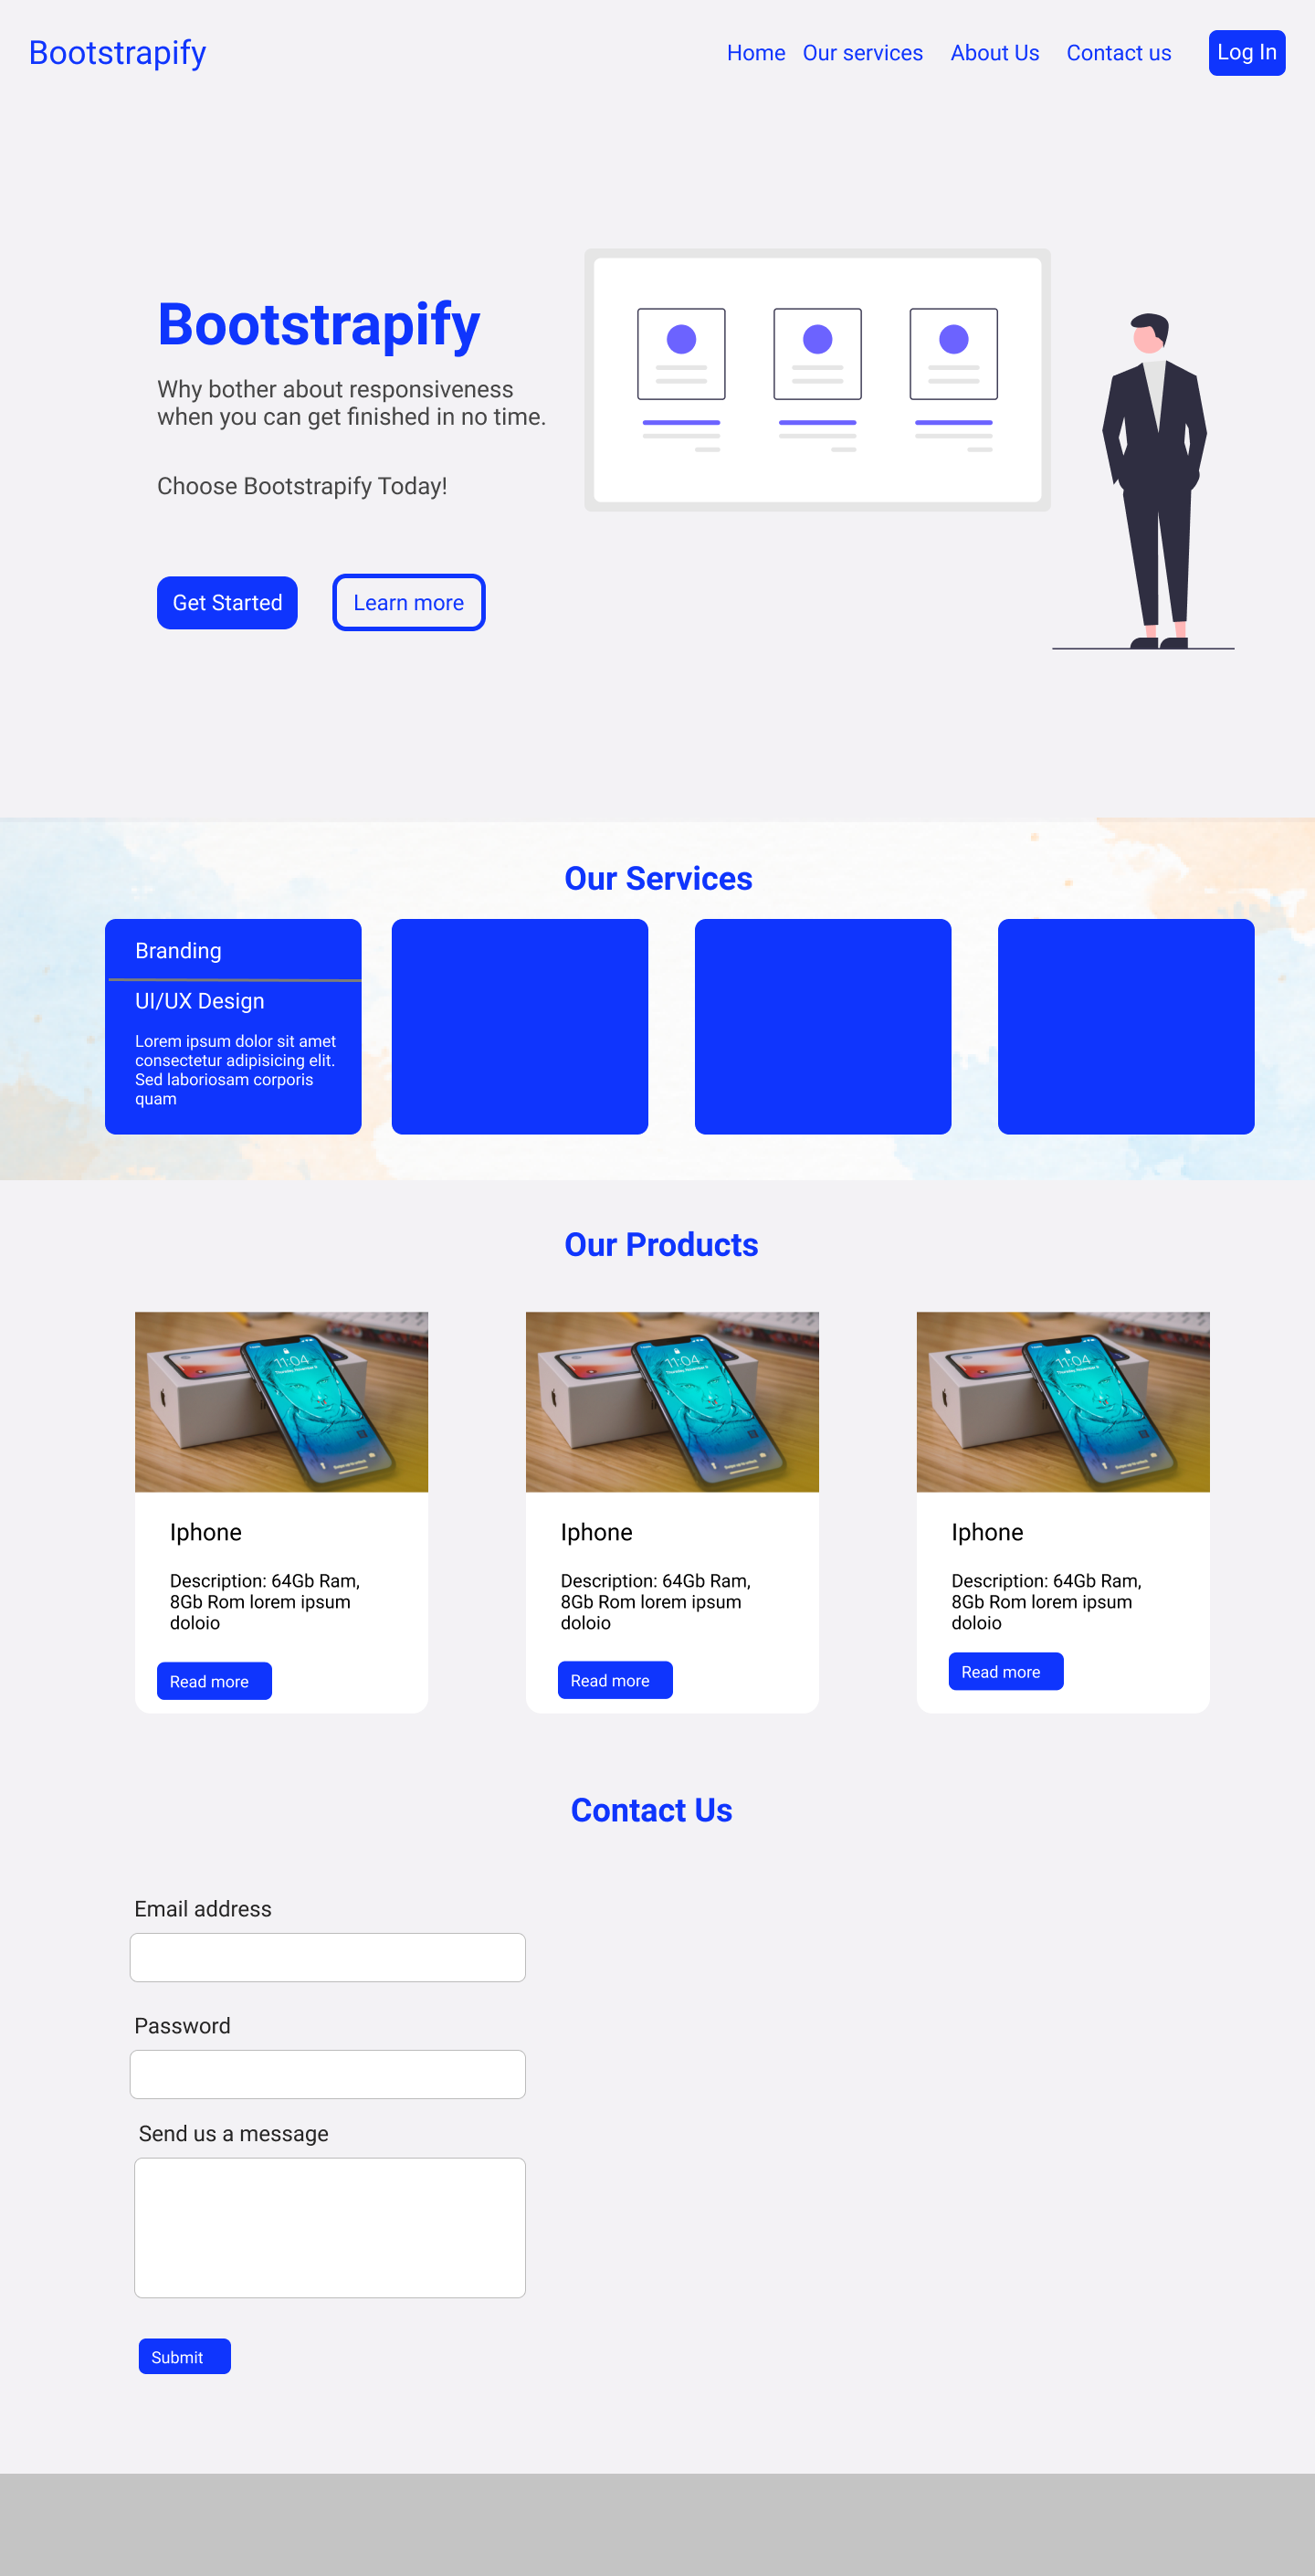 Bootstrapify
Home Our services About Us Contact us Log In
Bootstrapify
Why bother about responsiveness
when you can get finished in no time.
Choose Bootstrapify Today!
Get Started Learn more
Our Services
Branding
UI/UX Design
Lorem ipsum dolor sit amet
consectetur adipisicing elit.
Sed laboriosam corporis
quam
Our Products
11:04
11:04
11:04
Iphone
Description: 64Gb Ram,
8Gb Rom lorem ipsum
doloio
Read more
Iphone
Description: 64Gb Ram,
8Gb Rom lorem ipsum
doloio
Read more
Iphone
Description: 64Gb Ram,
8Gb Rom lorem ipsum
doloio
Read more
Contact Us
Email address
Password
Send us a message
Submit